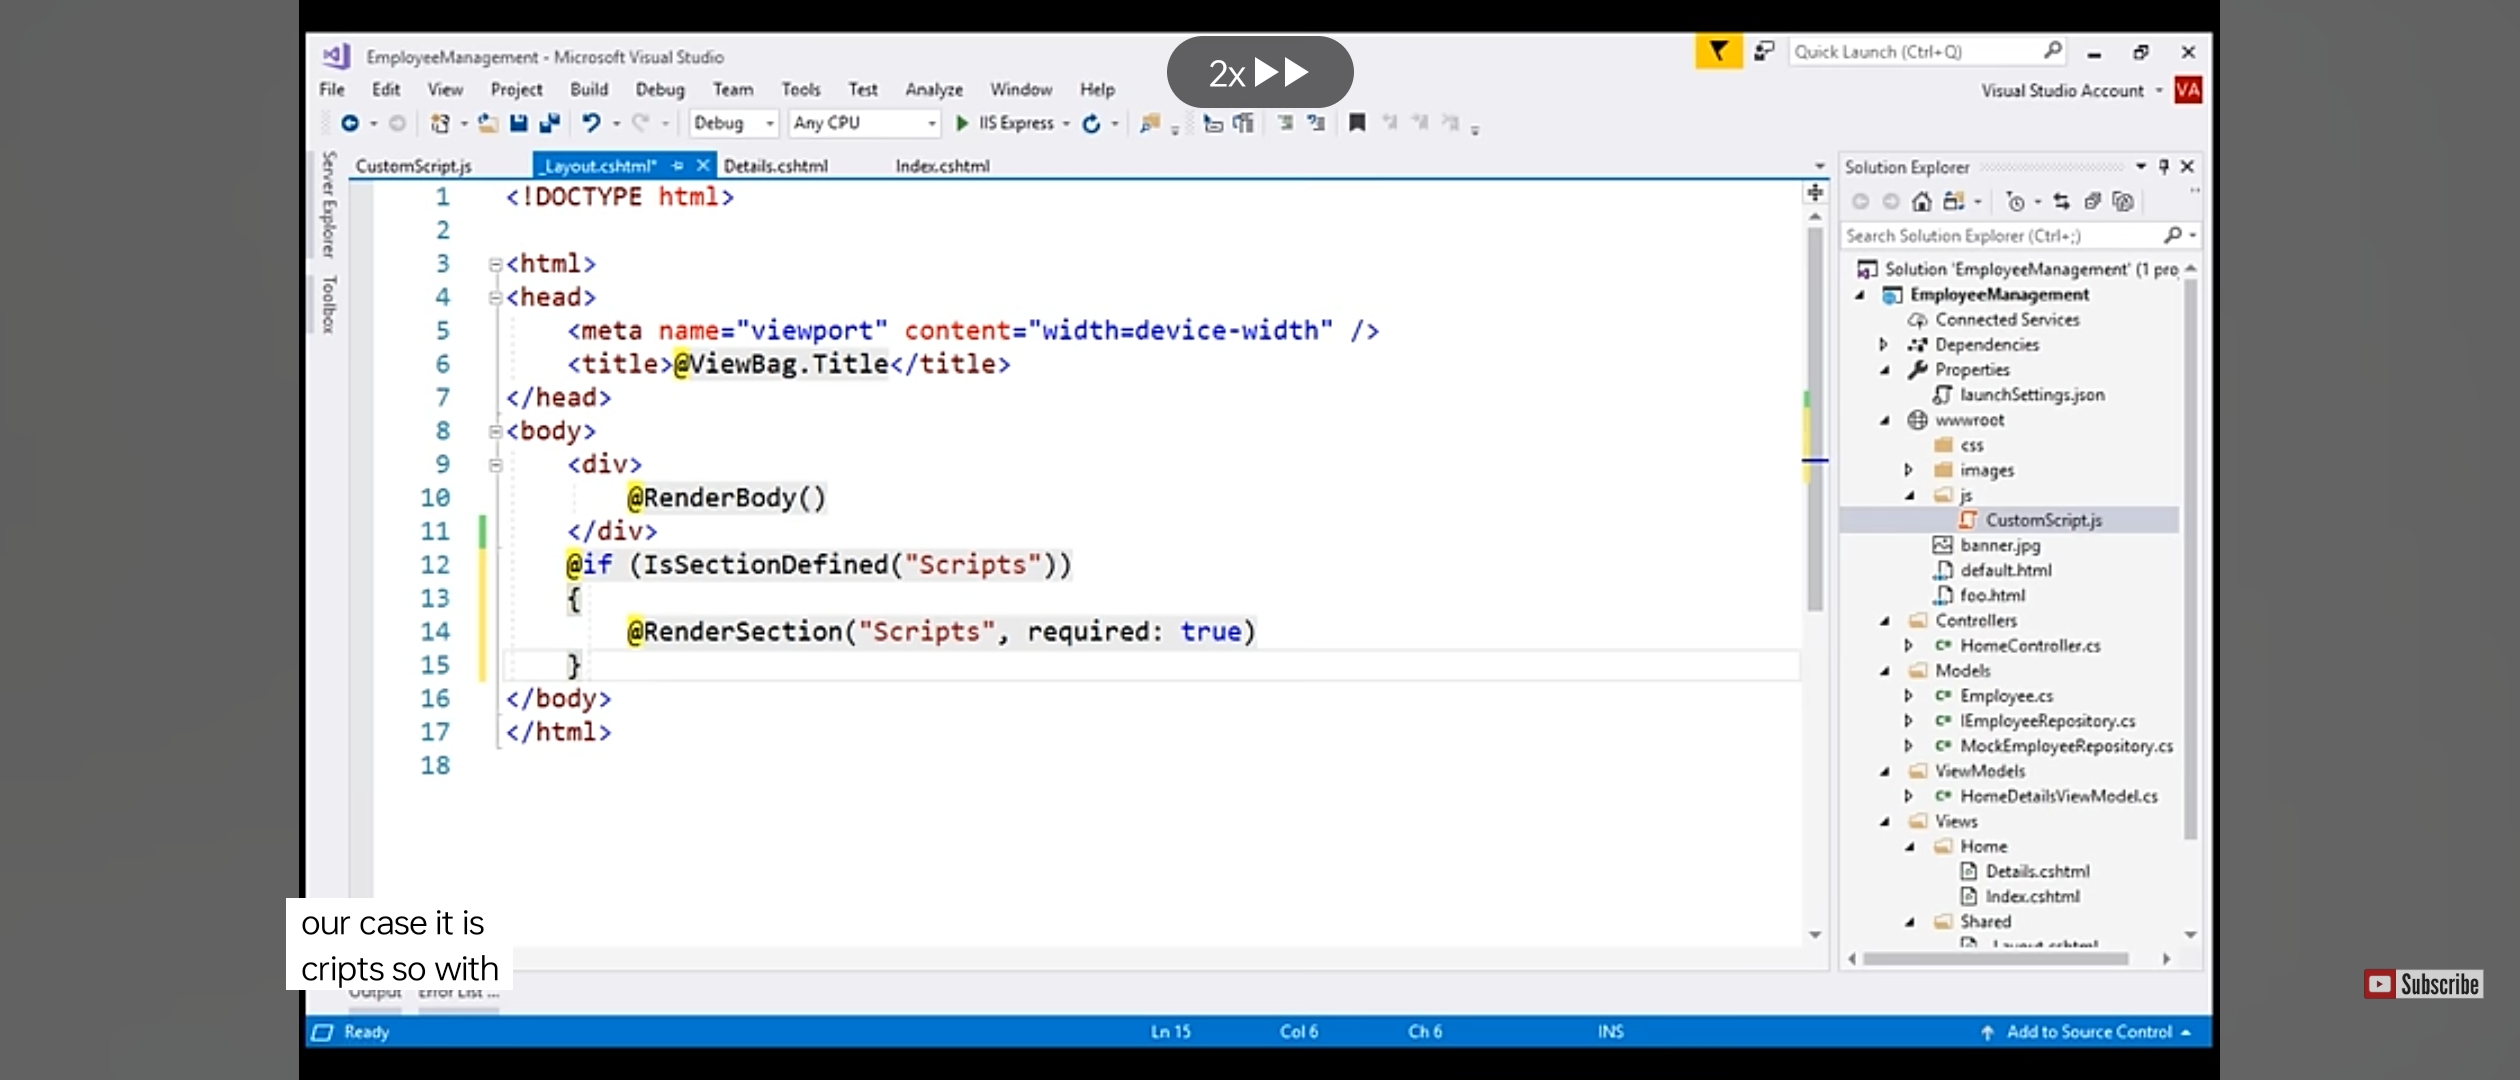 EmployeeManagement - Microsoft Visual Studio
2x
Quick Launch (Ctrl+Q)
File Edit View Project Build Debug Team Tools Test Analyze Window Help
Visual Studio Account VA
Debug Any CPU IIS Express
Server Explorer
Toolbox
CustomScript.js _Layout.cshtml* Details.cshtml Index.cshtml
1 <!DOCTYPE html>
2
3 <html>
4 <head>
5 <meta name="viewport" content="width=device-width" />
6 <title>@ViewBag.Title</title>
7 </head>
8 <body>
9 <div>
10 @RenderBody()
11 </div>
12 @if (IsSectionDefined("Scripts"))
13 {
14 @RenderSection("Scripts", required: true)
15 }
16 </body>
17 </html>
18
Solution Explorer
Search Solution Explorer (Ctrl+;)
Solution 'EmployeeManagement' (1 pro
EmployeeManagement
Connected Services
Dependencies
Properties
launchSettings.json
wwwroot
css
images
js
CustomScript.js
banner.jpg
default.html
foo.html
Controllers
C# HomeController.cs
Models
C# Employee.cs
C# IEmployeeRepository.cs
C# MockEmployeeRepository.cs
ViewModels
C# HomeDetailsViewModel.cs
Views
Home
Details.cshtml
Index.cshtml
Shared
_Layout.cshtml
our case it is
cripts so with
Output Error List ...
Subscribe
Ready Ln 15 Col 6 Ch 6 INS Add to Source Control